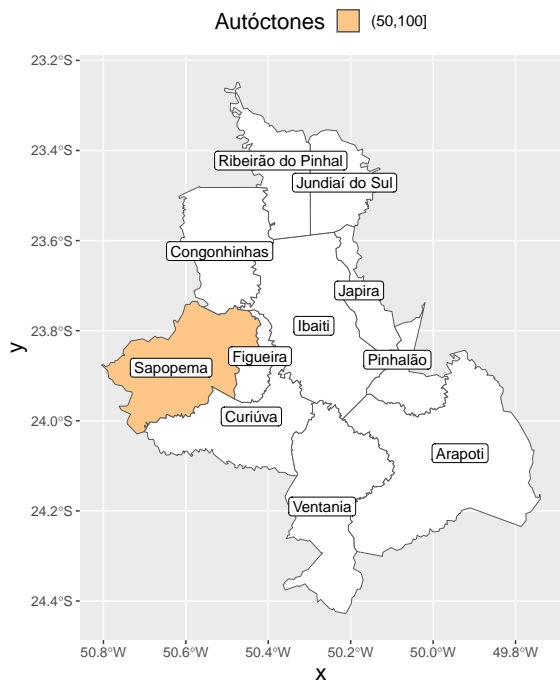 Autóctones (50,100]
23.2°S
23.4°S
23.6°S
23.8°S
24.0°S
24.2°S
24.4°S
y
Ribeirão do Pinhal
Jundiaí do Sul
Congonhinhas
Japira
Ibaiti
Figueira
Pinhalão
Sapopema
Curiúva
Arapoti
Ventania
50.8°W 50.6°W 50.4°W 50.2°W 50.0°W 49.8°W
x